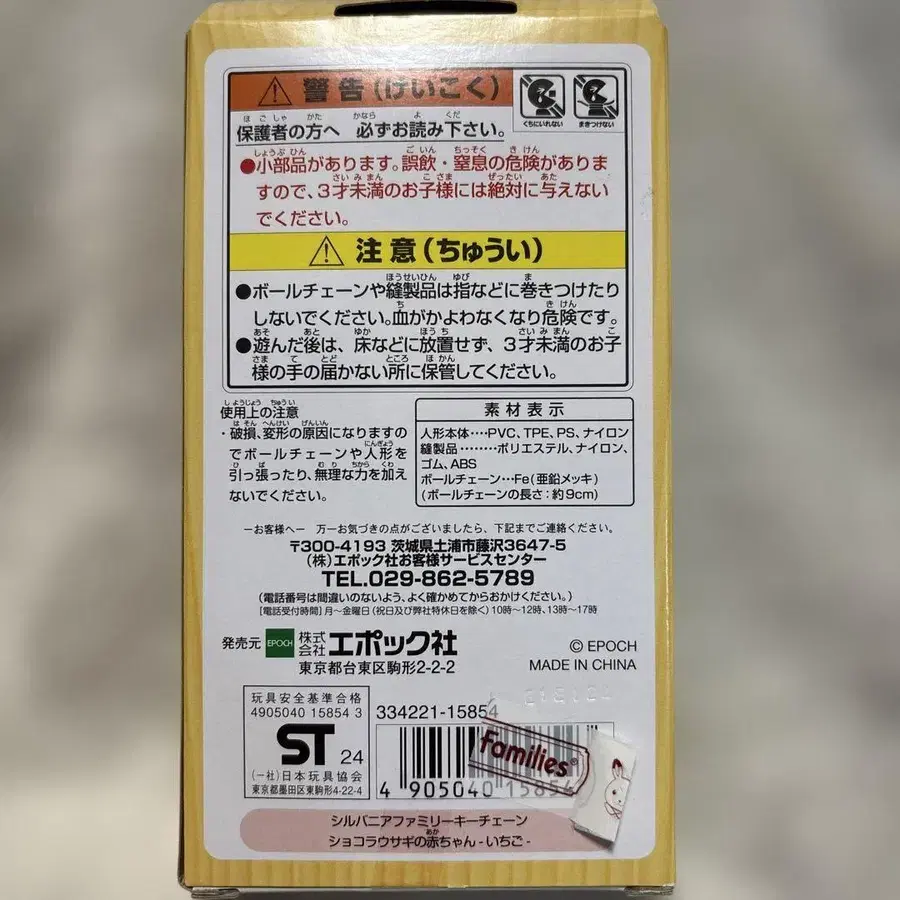 警告(けいこく)
くちにいれない
まきつけない
保護者の方へ 必ずお読み下さい。
●小部品があります。誤飲・窒息の危険がありま
すので、3才未満のお子様には絶対に与えない
でください。
注意(ちゅうい)
●ボールチェーンや縫製品は指などに巻きつけたり
しないでください。血がかよわなくなり危険です。
●遊んだ後は、床などに放置せず、3才未満のお子
様の手の届かない所に保管してください。
使用上の注意
・破損、変形の原因になりますの
でボールチェーンや人形を
引っ張ったり、無理な力を加え
ないでください。
素材表示
人形本体‥‥PVC, TPE, PS, ナイロン
縫製品………ポリエステル, ナイロン,
ゴム, ABS
ボールチェーン…Fe(亜鉛メッキ)
(ボールチェーンの長さ:約9cm)
―お客様へ― 万一お気づきの点がございましたら、下記までご連絡ください。
〒300-4193 茨城県土浦市藤沢3647-5
(株)エポック社お客様サービスセンター
TEL.029-862-5789
(電話番号は間違いのないよう、よく確かめてからおかけください。)
[電話受付時間]月〜金曜日(祝日及び弊社特休日を除く)10時〜12時、13時〜17時
発売元 EPOCH 株式会社 エポック社
東京都台東区駒形2-2-2
© EPOCH
MADE IN CHINA
玩具安全基準合格
4905040 15854 3
ST 24
(一社)日本玩具協会
東京都墨田区東駒形4-22-4
334221-15854
Families®
4 905040 15854
シルバニアファミリーキーチェーン
ショコラウサギの赤ちゃん-いちご-